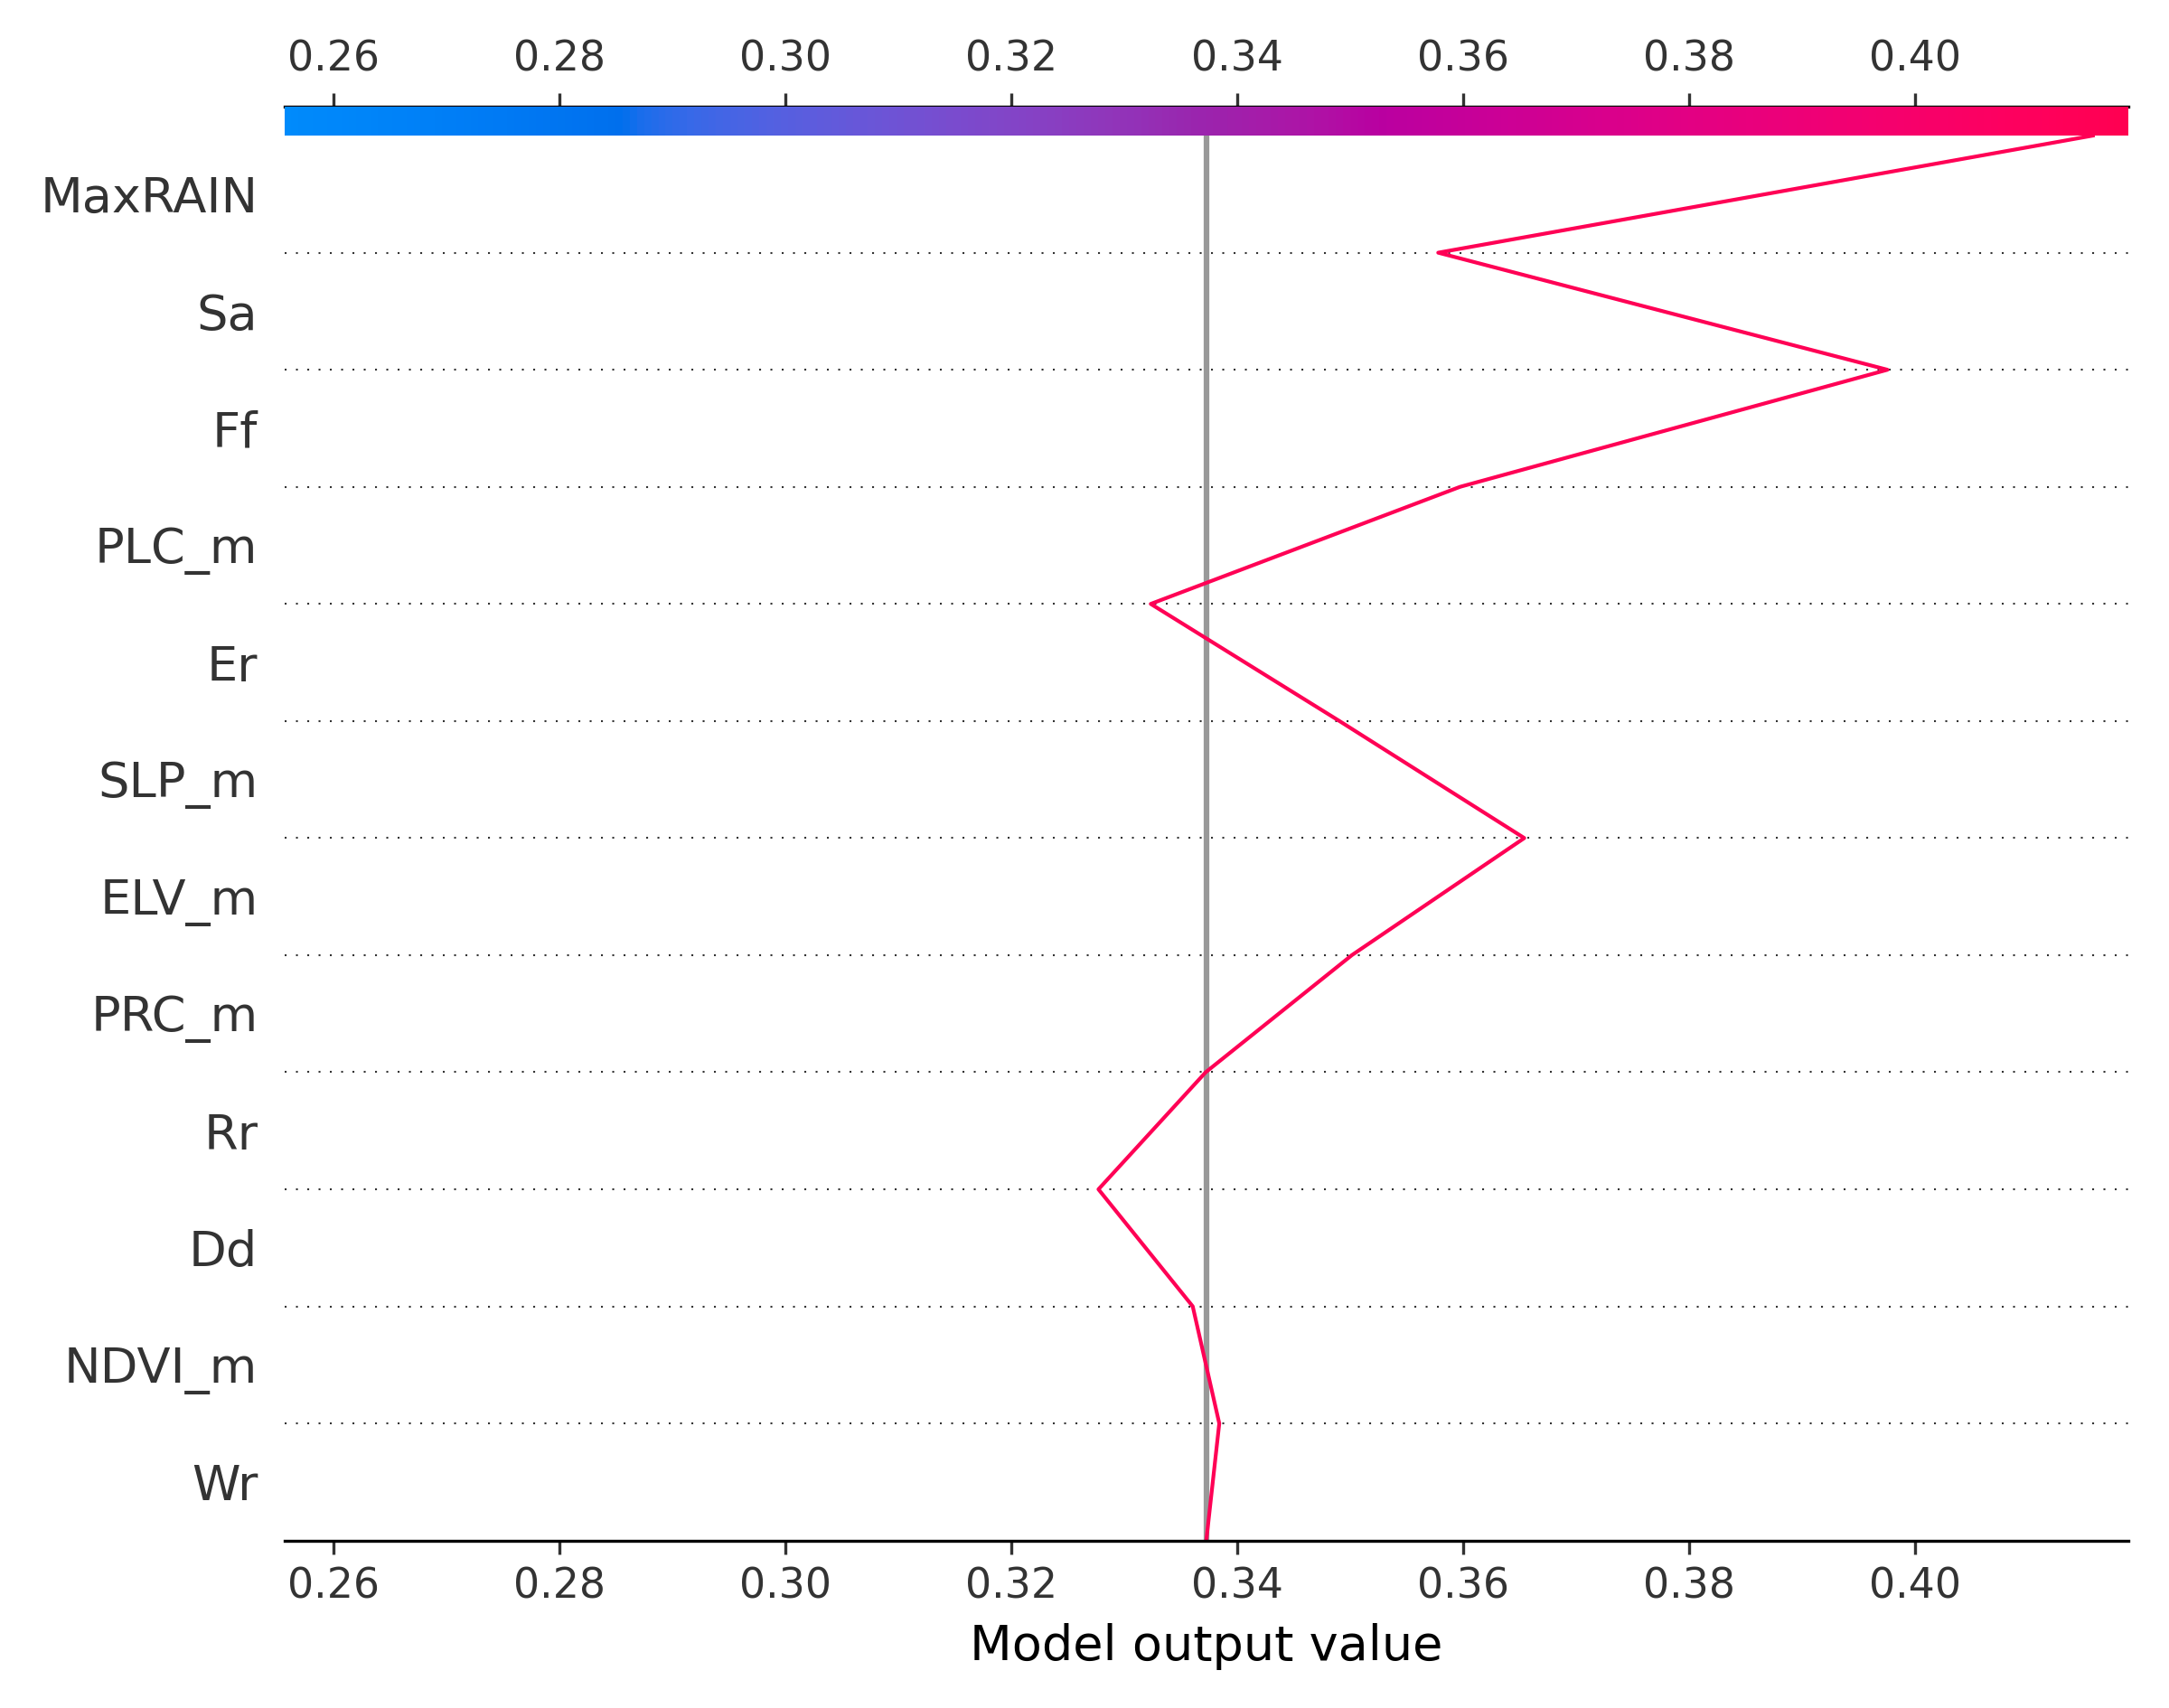 0.26 0.28 0.30 0.32 0.34 0.36 0.38 0.40
MaxRAIN
Sa
Ff
PLC_m
Er
SLP_m
ELV_m
PRC_m
Rr
Dd
NDVI_m
Wr
0.26 0.28 0.30 0.32 0.34 0.36 0.38 0.40
Model output value